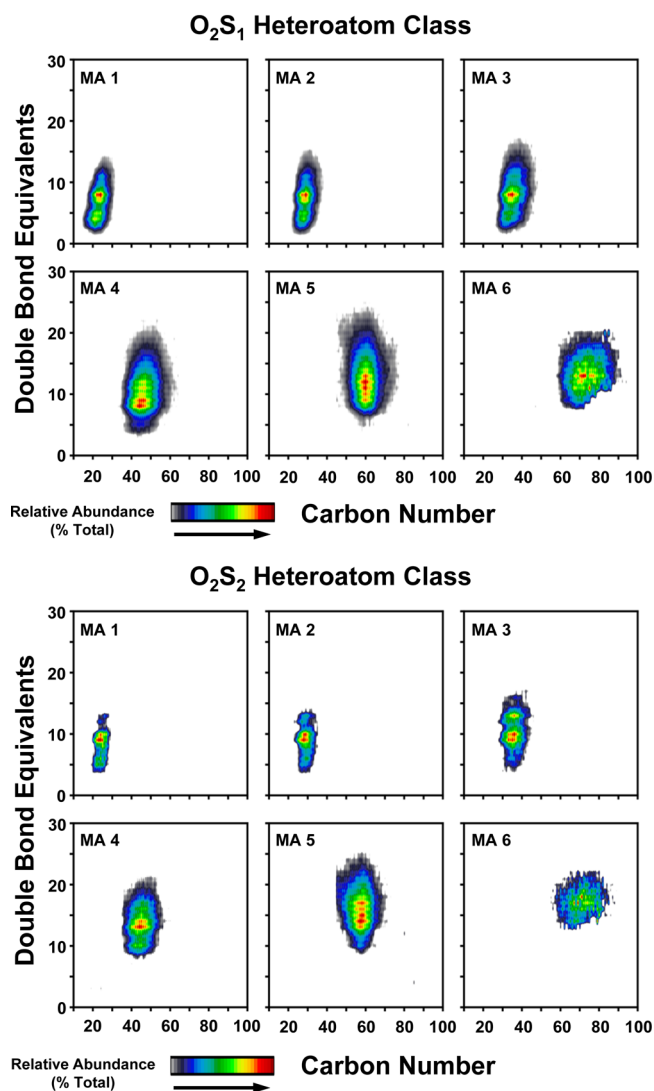 O₂S₁ Heteroatom Class
Double Bond Equivalents
30
20
10
0
MA 1
MA 2
MA 3
30
20
10
0
MA 4
MA 5
MA 6
20 40 60 80 100 20 40 60 80 100 20 40 60 80 100
Relative Abundance
(% Total)
Carbon Number
O₂S₂ Heteroatom Class
Double Bond Equivalents
30
20
10
0
MA 1
MA 2
MA 3
30
20
10
0
MA 4
MA 5
MA 6
20 40 60 80 100 20 40 60 80 100 20 40 60 80 100
Relative Abundance
(% Total)
Carbon Number